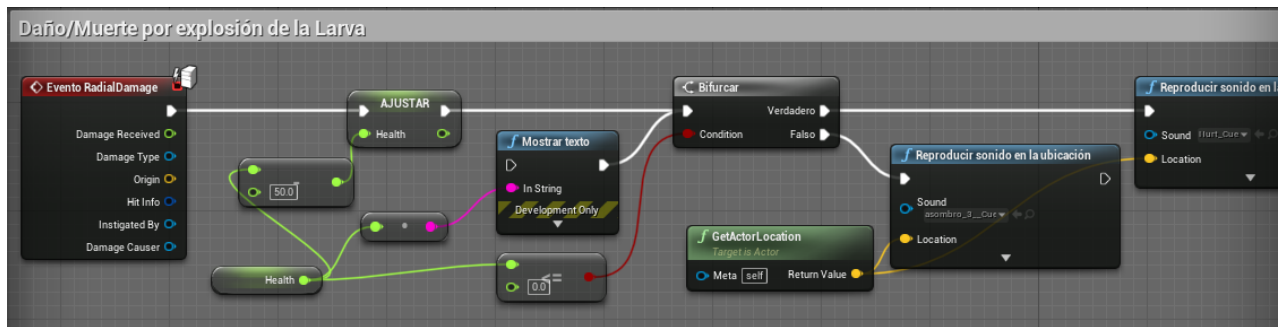 Daño/Muerte por explosión de la Larva
Evento RadialDamage
Damage Received
Damage Type
Origin
Hit Info
Instigated By
Damage Causer
AJUSTAR
Health
50.0
-
Health
Mostrar texto
In String
Development Only
0.0
<=
Bifurcar
Condition
Verdadero
Falso
GetActorLocation
Target is Actor
Meta
self
Return Value
Reproducir sonido en la ubicación
Sound
asombro_3__Cue
Location
Reproducir sonido en
Sound
Hurt_Cue
Location